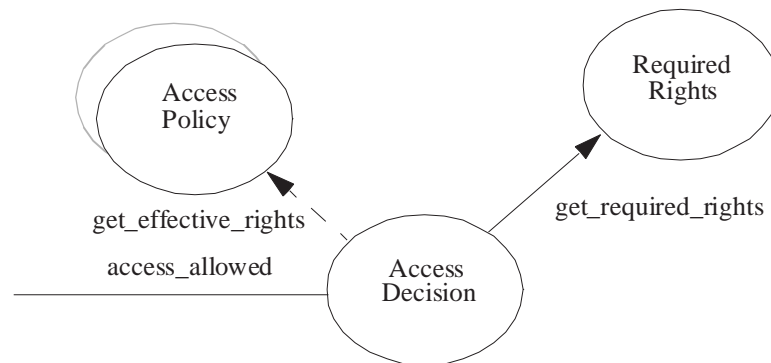 Access
Policy
Required
Rights
get_effective_rights
get_required_rights
access_allowed
Access
Decision